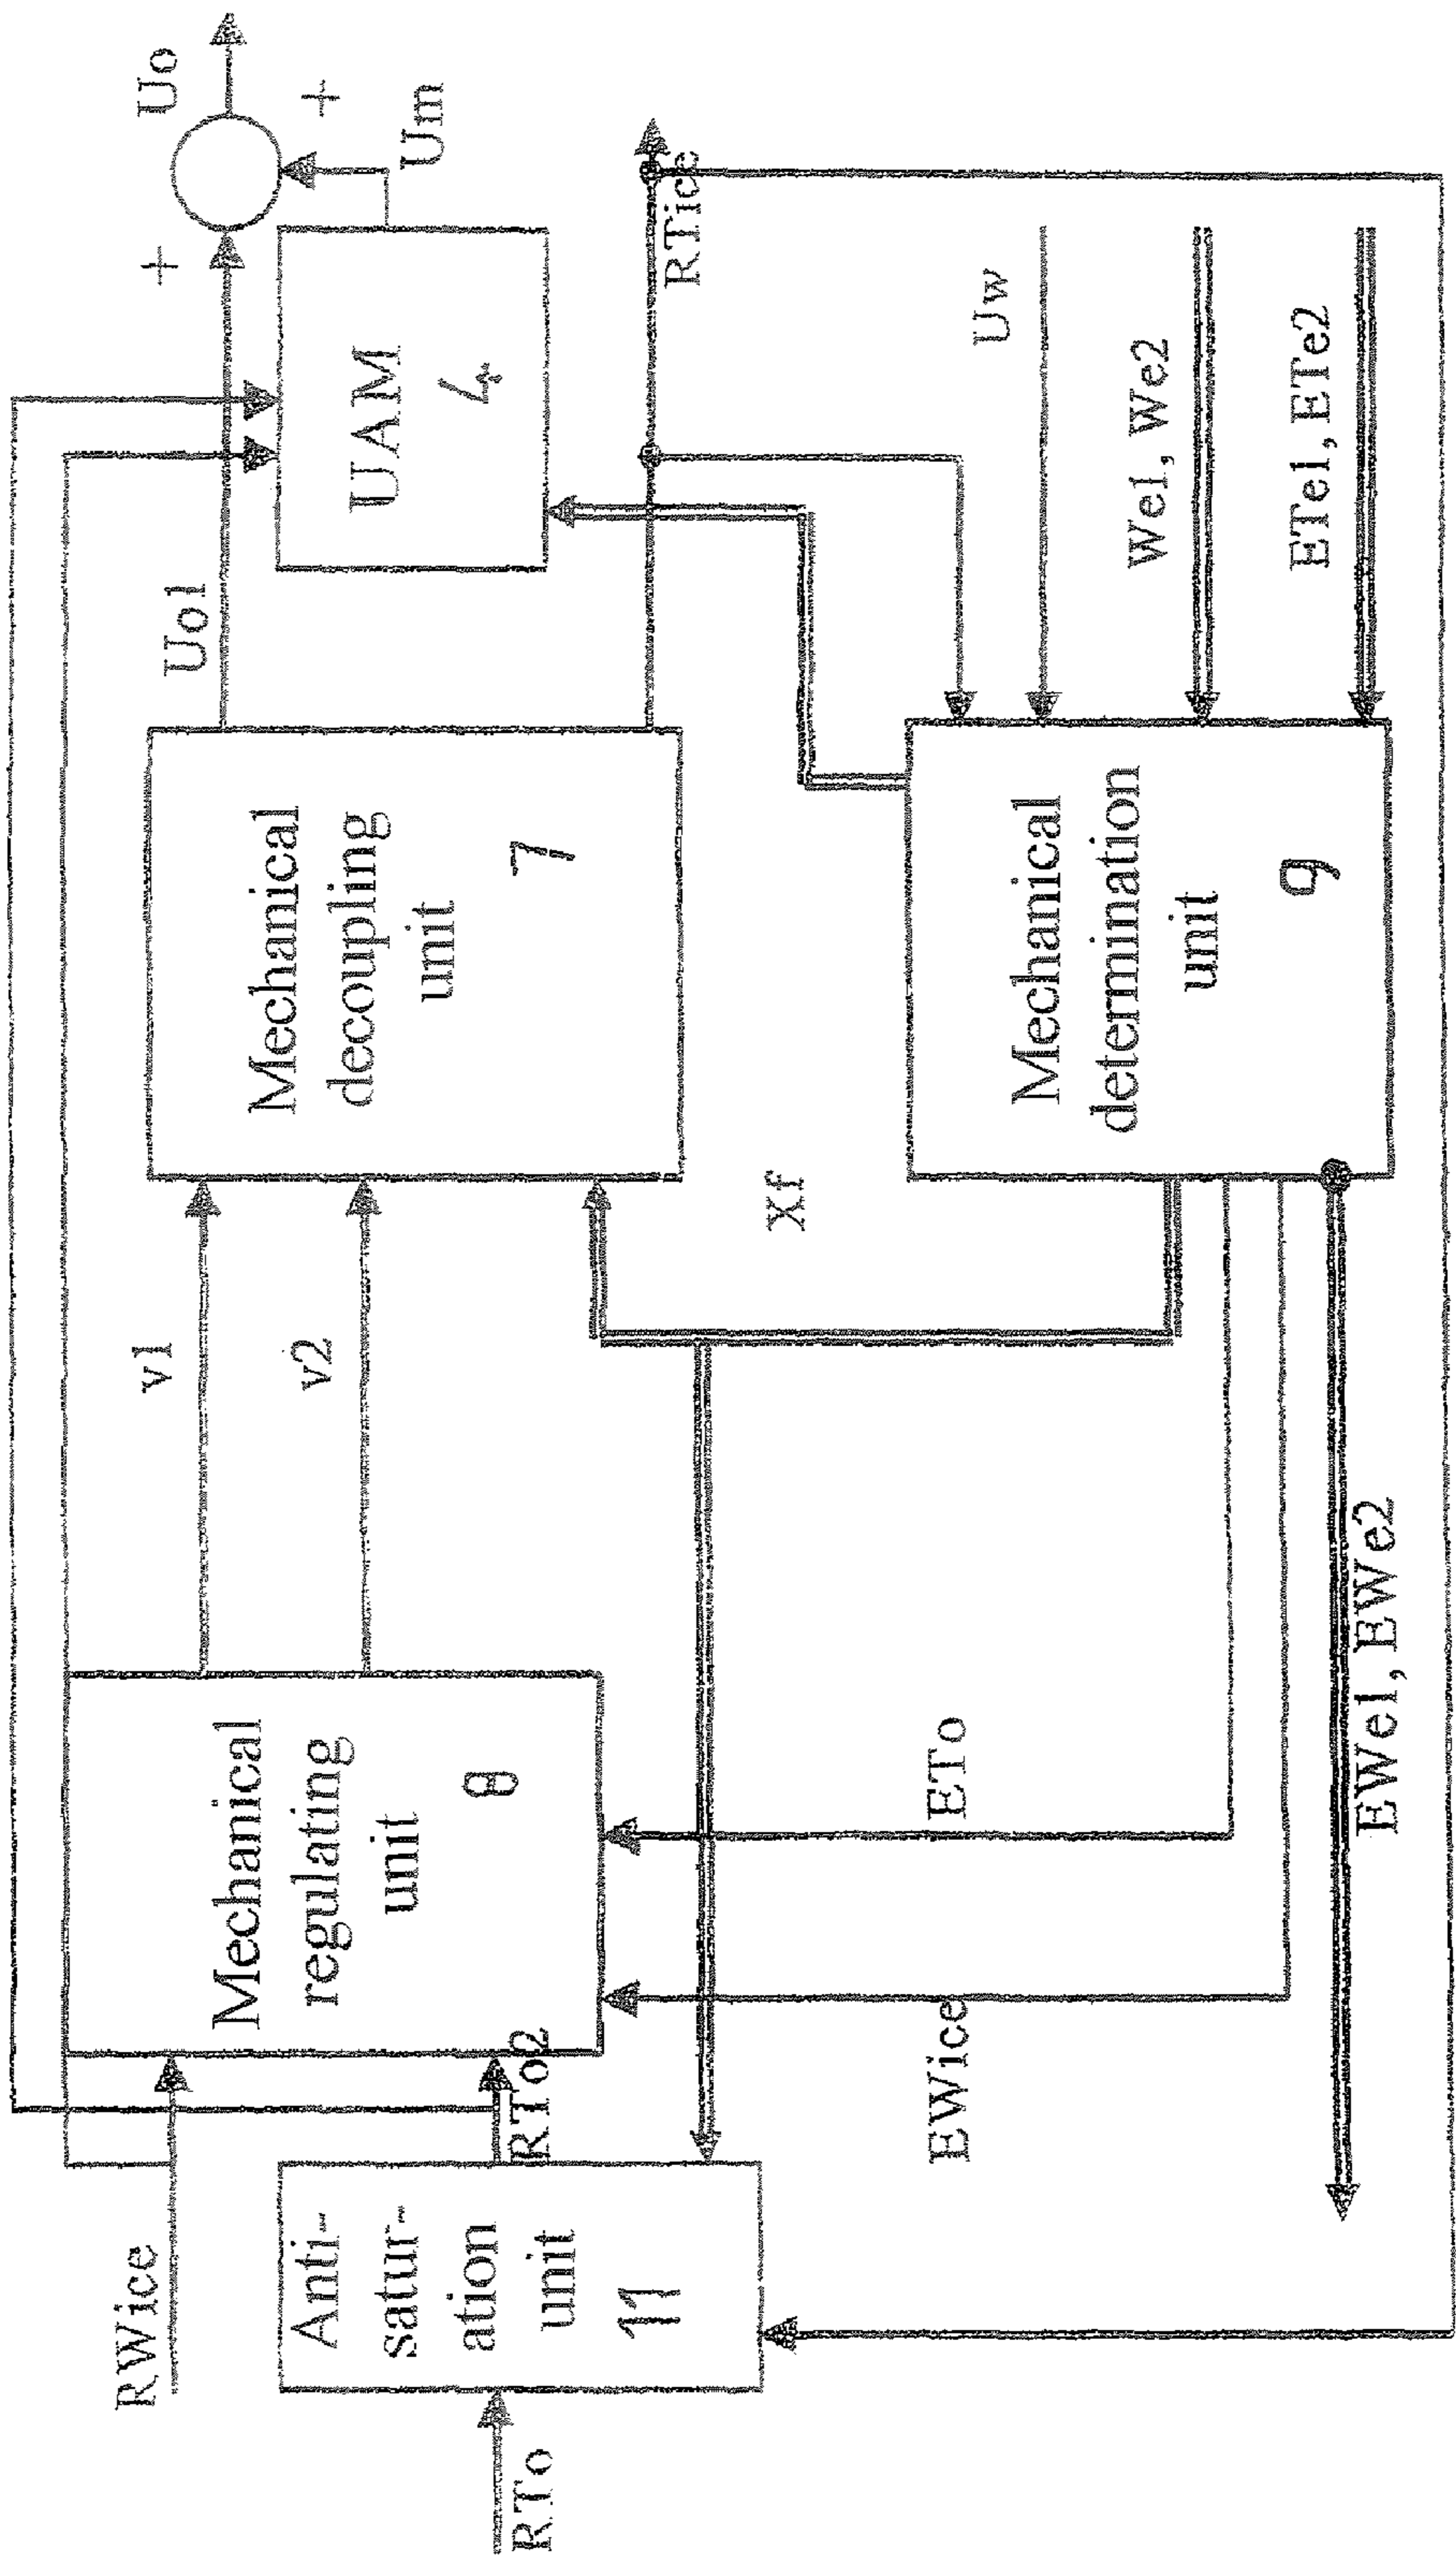 RWice
RTo
Anti-
satur-
ation
unit
11
RTo2
Mechanical
regulating
unit
8
v1
v2
Mechanical
decoupling
unit
7
Uo1
UAM
4
+
+
Uo
Um
RTice
Xf
ETo
EWice
EWe1, EWe2
Mechanical
determination
unit
9
Uw
We1, We2
ETe1, ETe2